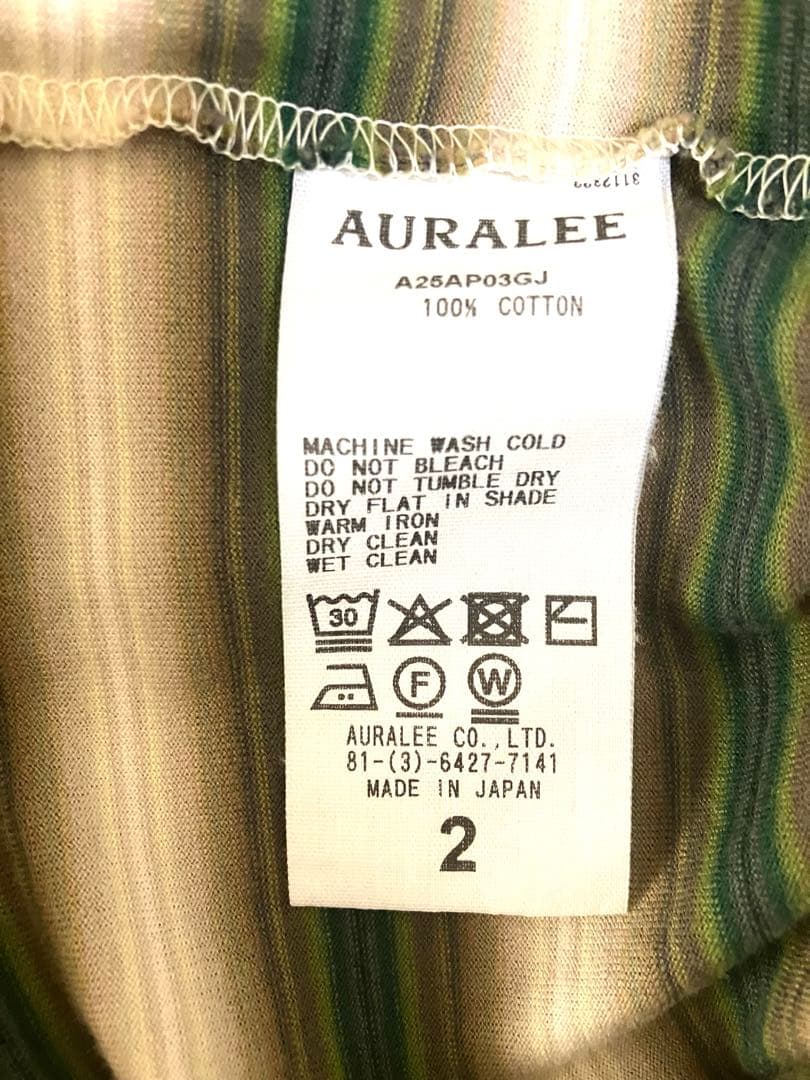 AURALEE
A25AP03GJ
100% COTTON
MACHINE WASH COLD
DO NOT BLEACH
DO NOT TUMBLE DRY
DRY FLAT IN SHADE
WARM IRON
DRY CLEAN
WET CLEAN
30
F W
AURALEE CO.,LTD.
81-(3)-6427-7141
MADE IN JAPAN
2